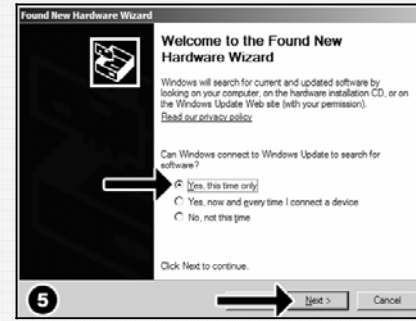 Found New Hardware Wizard
Welcome to the Found New
Hardware Wizard
Windows will search for current and updated software by
looking on your computer, on the hardware installation CD, or on
the Windows Update Web site (with your permission).
Read our privacy policy
Can Windows connect to Windows Update to search for
software?
Yes, this time only
Yes, now and every time I connect a device
No, not this time
Click Next to continue.
5
Next >
Cancel